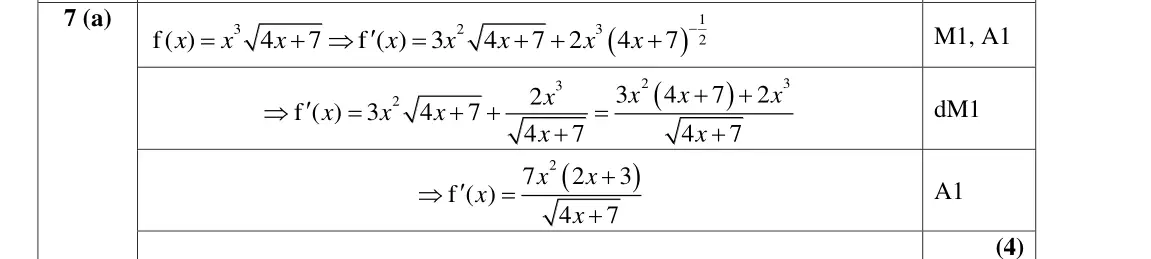 7 (a) f(x) = x³√(4x+7) ⇒ f′(x) = 3x²√(4x+7) + 2x³(4x+7)^(-1/2) M1, A1
⇒ f′(x) = 3x²√(4x+7) + 2x³/√(4x+7) = (3x²(4x+7)+2x³)/√(4x+7) dM1
⇒ f′(x) = 7x²(2x+3)/√(4x+7) A1
(4)